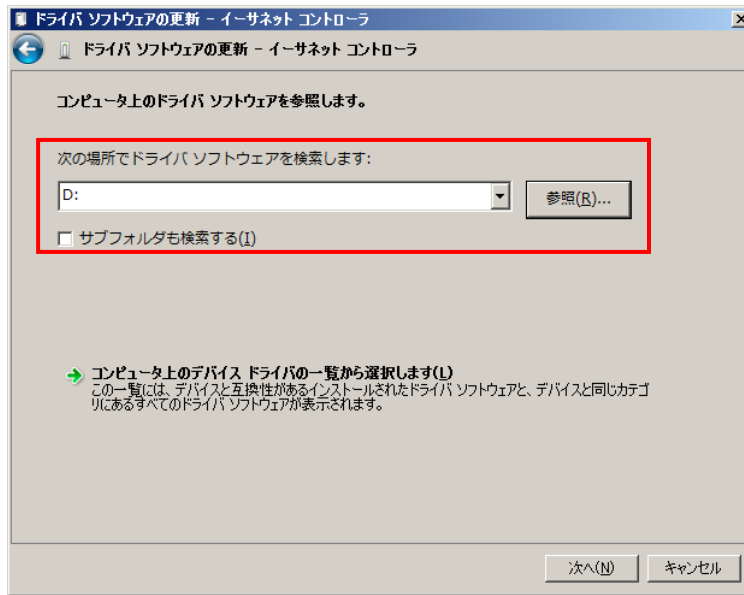 ドライバ ソフトウェアの更新 - イーサネット コントローラ
ドライバ ソフトウェアの更新 - イーサネット コントローラ
コンピュータ上のドライバ ソフトウェアを参照します。
次の場所でドライバ ソフトウェアを検索します:
D:
参照(R)...
サブフォルダも検索する(I)
コンピュータ上のデバイス ドライバの一覧から選択します(L)
この一覧には、デバイスと互換性があるインストールされたドライバ ソフトウェアと、デバイスと同じカテゴ
リにあるすべてのドライバ ソフトウェアが表示されます。
次へ(N)
キャンセル